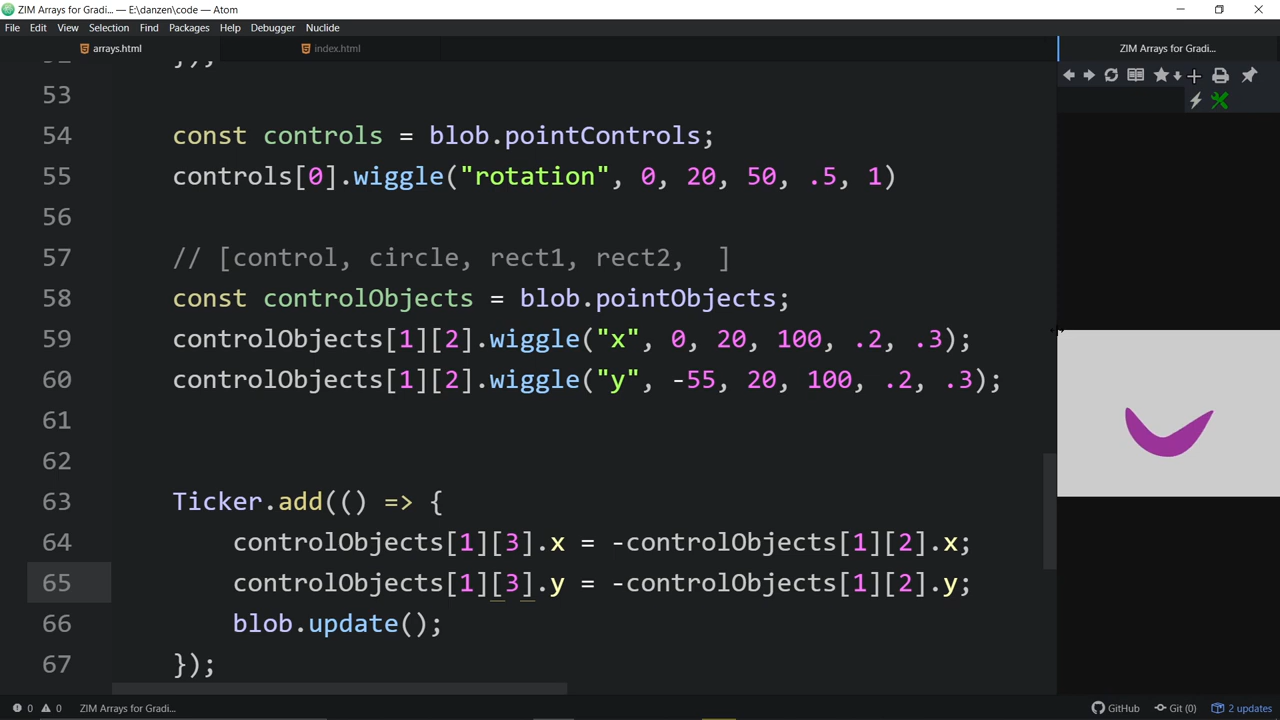 ZIM Arrays for Gradi... — E:\danzen\code — Atom
File Edit View Selection Find Packages Help Debugger Nuclide
arrays.html index.html ZIM Arrays for Gradi...
});
53
54 const controls = blob.pointControls;
55 controls[0].wiggle("rotation", 0, 20, 50, .5, 1)
56
57 // [control, circle, rect1, rect2,  ]
58 const controlObjects = blob.pointObjects;
59 controlObjects[1][2].wiggle("x", 0, 20, 100, .2, .3);
60 controlObjects[1][2].wiggle("y", -55, 20, 100, .2, .3);
61
62
63 Ticker.add(() => {
64 controlObjects[1][3].x = -controlObjects[1][2].x;
65 controlObjects[1][3].y = -controlObjects[1][2].y;
66 blob.update();
67 });
0 0 ZIM Arrays for Gradi... GitHub Git (0) 2 updates